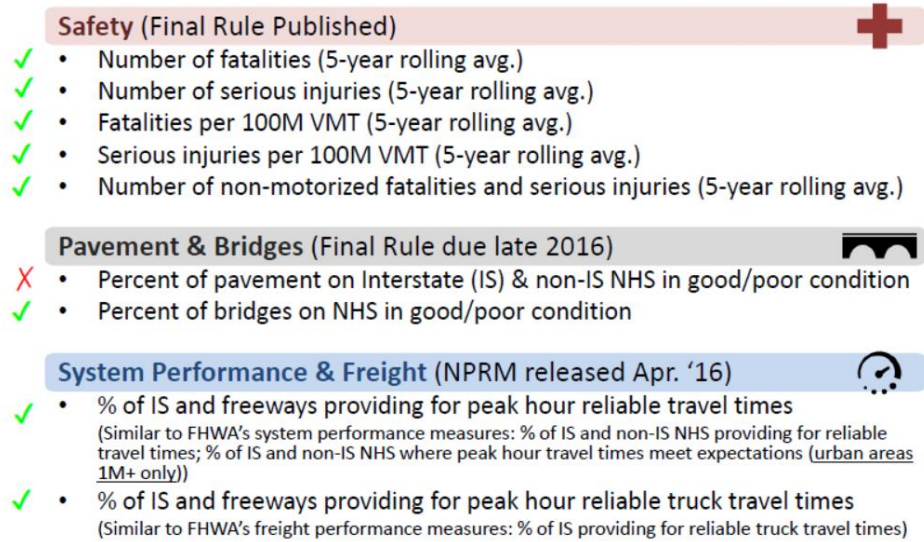 Safety (Final Rule Published)
✓ • Number of fatalities (5-year rolling avg.)
✓ • Number of serious injuries (5-year rolling avg.)
✓ • Fatalities per 100M VMT (5-year rolling avg.)
✓ • Serious injuries per 100M VMT (5-year rolling avg.)
✓ • Number of non-motorized fatalities and serious injuries (5-year rolling avg.)
Pavement & Bridges (Final Rule due late 2016)
✗ • Percent of pavement on Interstate (IS) & non-IS NHS in good/poor condition
✓ • Percent of bridges on NHS in good/poor condition
System Performance & Freight (NPRM released Apr. ‘16)
✓ • % of IS and freeways providing for peak hour reliable travel times
(Similar to FHWA’s system performance measures: % of IS and non-IS NHS providing for reliable
travel times; % of IS and non-IS NHS where peak hour travel times meet expectations (urban areas
1M+ only))
✓ • % of IS and freeways providing for peak hour reliable truck travel times
(Similar to FHWA’s freight performance measures: % of IS providing for reliable truck travel times)